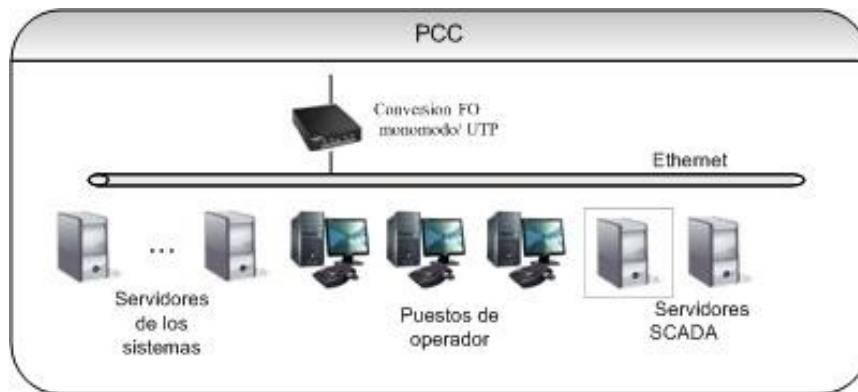 PCC
Conversion FO
monomodo/ UTP
Ethernet
...
Servidores
de los
sistemas
Puestos de
operador
Servidores
SCADA